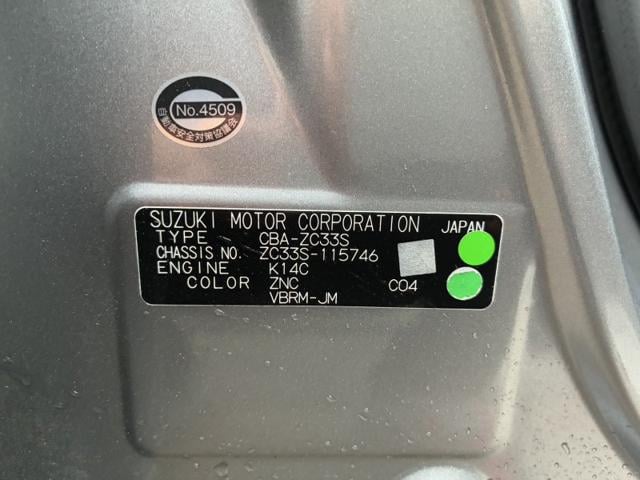 No.4509
自動車安全対策協議会
SUZUKI MOTOR CORPORATION JAPAN
TYPE CBA-ZC33S
CHASSIS NO. ZC33S-115746
ENGINE K14C
COLOR ZNC C04
VBRM-JM